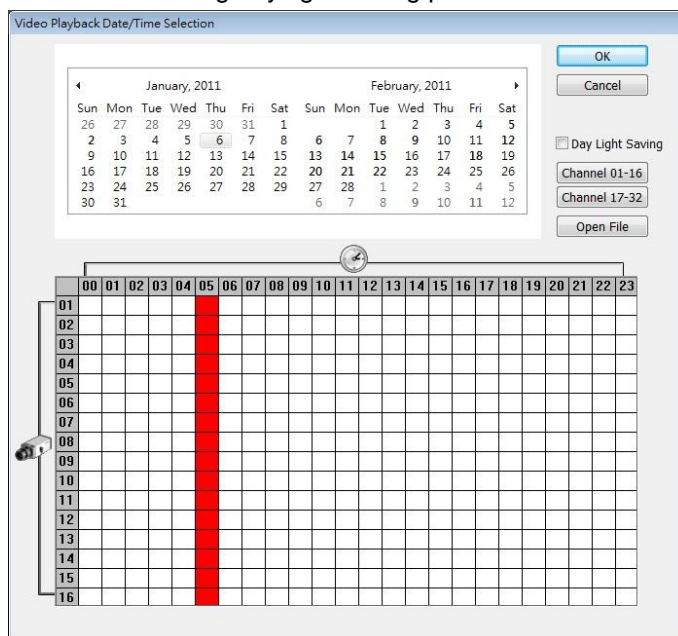 Video Playback Date/Time Selection
OK
January, 2011 February, 2011 Cancel
Sun Mon Tue Wed Thu Fri Sat Sun Mon Tue Wed Thu Fri Sat
26 27 28 29 30 31 1 1 2 3 4 5
2 3 4 5 6 7 8 6 7 8 9 10 11 12
Day Light Saving
9 10 11 12 13 14 15 13 14 15 16 17 18 19
16 17 18 19 20 21 22 20 21 22 23 24 25 26
Channel 01-16
23 24 25 26 27 28 29 27 28 1 2 3 4 5
30 31 6 7 8 9 10 11 12
Channel 17-32
Open File
00 01 02 03 04 05 06 07 08 09 10 11 12 13 14 15 16 17 18 19 20 21 22 23
01
02
03
04
05
06
07
08
09
10
11
12
13
14
15
16